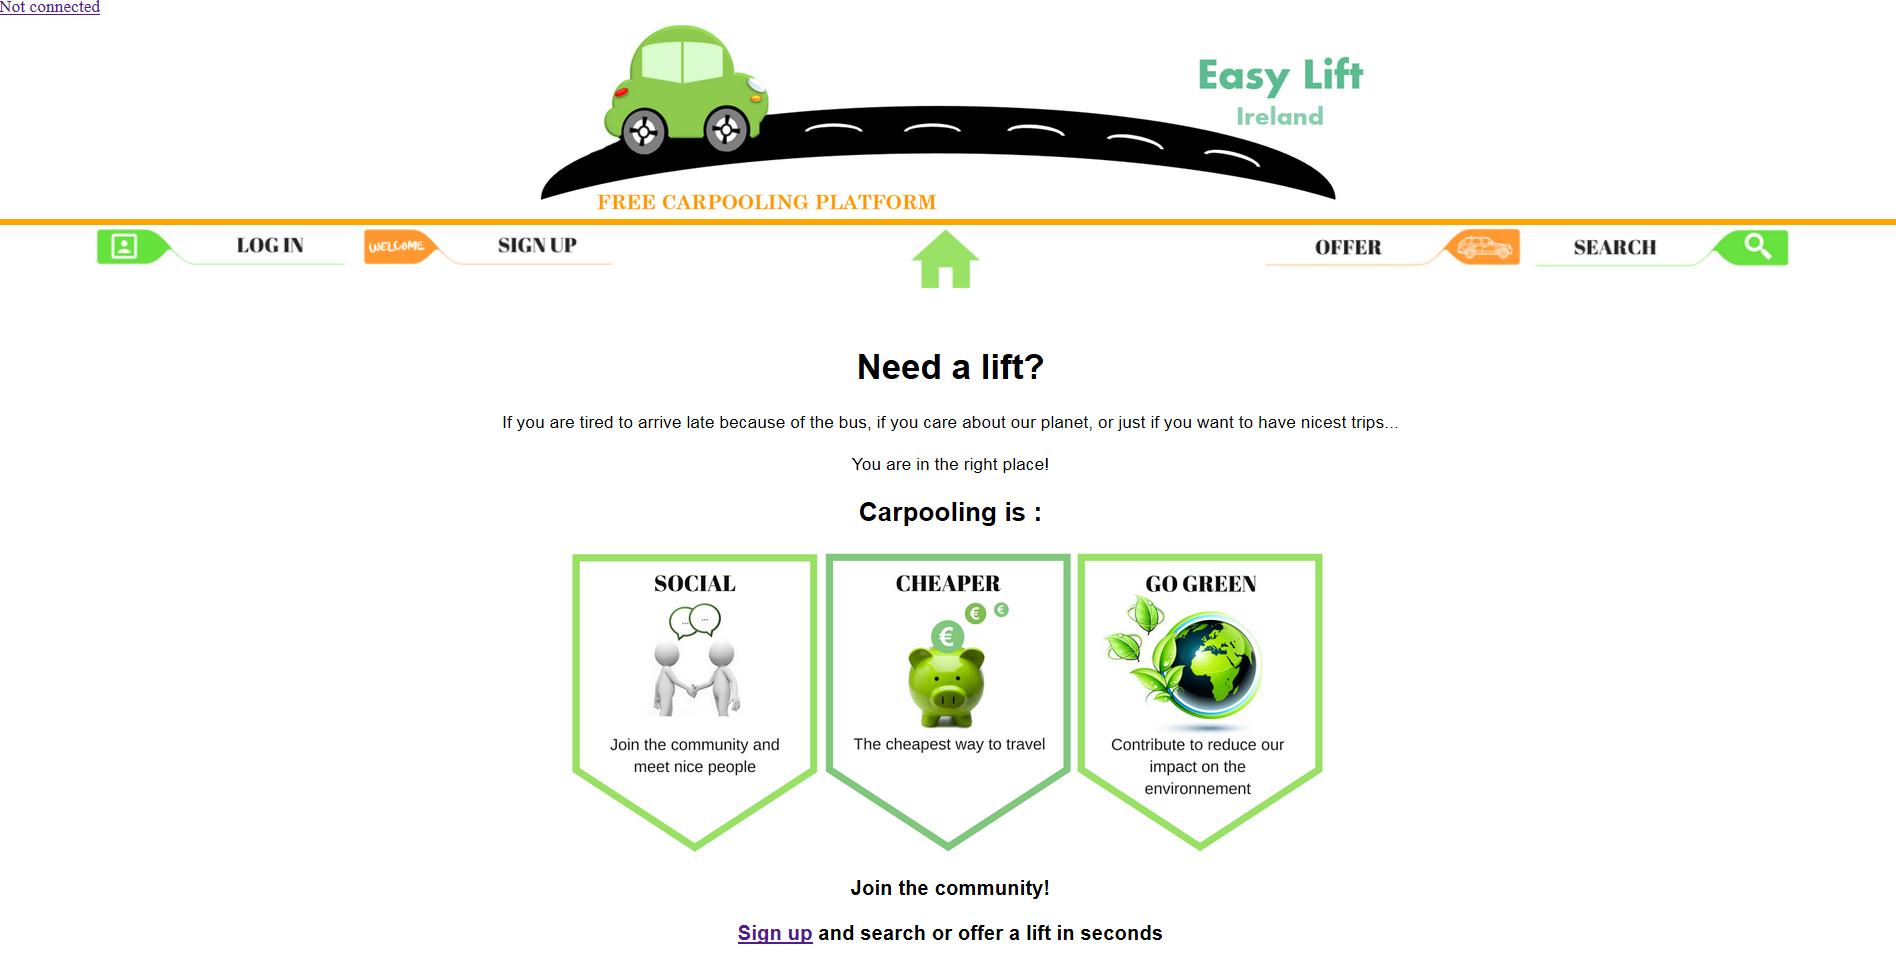 Not connected
Easy Lift
Ireland
FREE CARPOOLING PLATFORM
LOG IN
WELCOME
SIGN UP
OFFER
SEARCH
Need a lift?
If you are tired to arrive late because of the bus, if you care about our planet, or just if you want to have nicest trips...
You are in the right place!
Carpooling is :
SOCIAL
... ...
Join the community and
meet nice people
CHEAPER
€ € €
The cheapest way to travel
GO GREEN
Contribute to reduce our
impact on the
environnement
Join the community!
Sign up and search or offer a lift in seconds